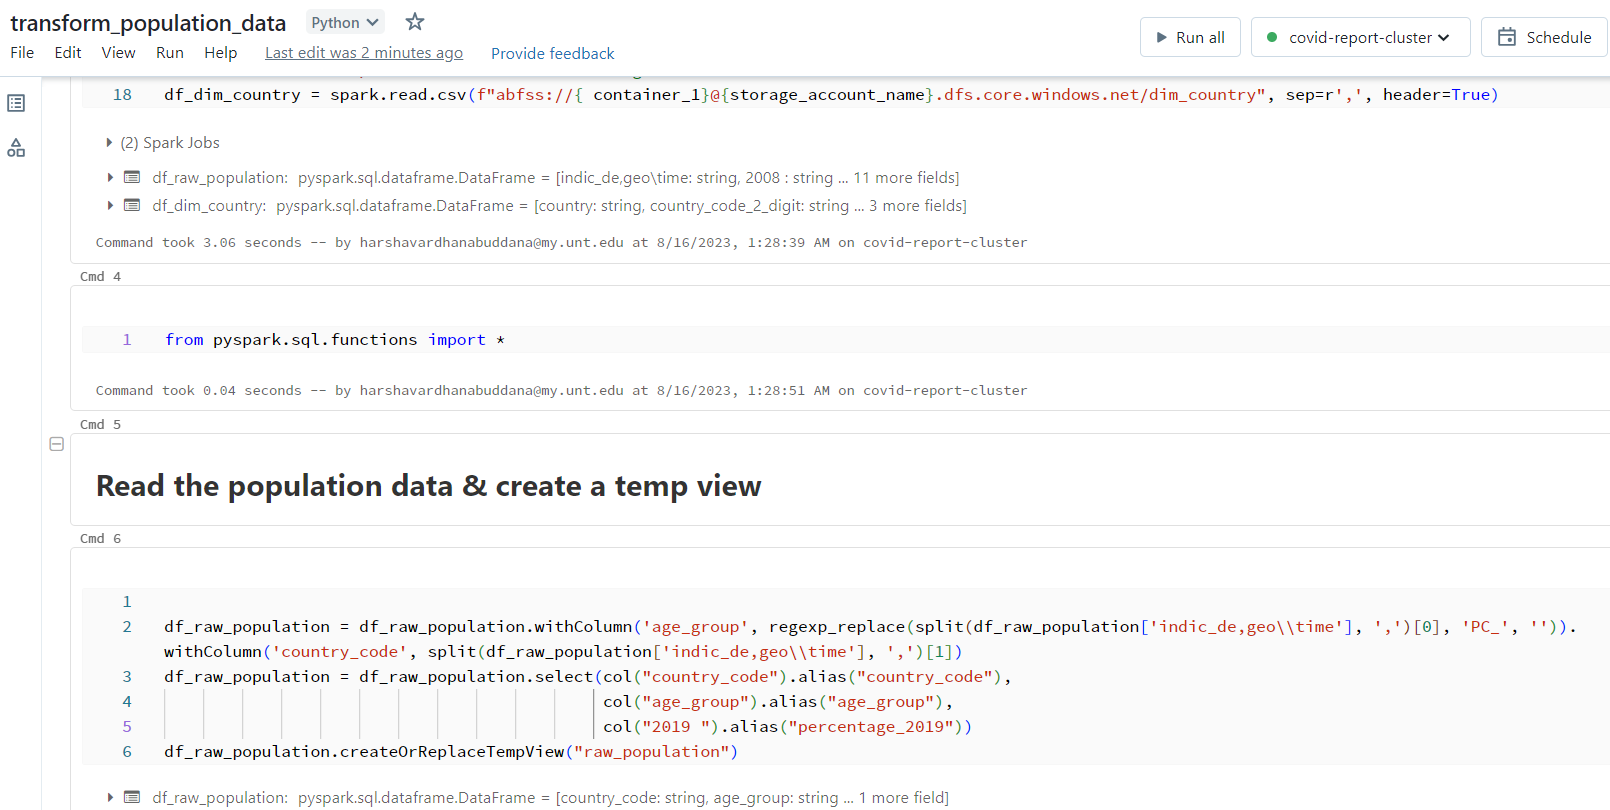 transform_population_data Python
File Edit View Run Help Last edit was 2 minutes ago Provide feedback
Run all covid-report-cluster Schedule
18 df_dim_country = spark.read.csv(f"abfss://{ container_1}@{storage_account_name}.dfs.core.windows.net/dim_country", sep=r',', header=True)
(2) Spark Jobs
df_raw_population: pyspark.sql.dataframe.DataFrame = [indic_de,geo\time: string, 2008 : string ... 11 more fields]
df_dim_country: pyspark.sql.dataframe.DataFrame = [country: string, country_code_2_digit: string ... 3 more fields]
Command took 3.06 seconds -- by harshavardhanabuddana@my.unt.edu at 8/16/2023, 1:28:39 AM on covid-report-cluster
Cmd 4
1 from pyspark.sql.functions import *
Command took 0.04 seconds -- by harshavardhanabuddana@my.unt.edu at 8/16/2023, 1:28:51 AM on covid-report-cluster
Cmd 5
Read the population data & create a temp view
Cmd 6
1
2 df_raw_population = df_raw_population.withColumn('age_group', regexp_replace(split(df_raw_population['indic_de,geo\\time'], ',')[0], 'PC_', '')).
withColumn('country_code', split(df_raw_population['indic_de,geo\\time'], ',')[1])
3 df_raw_population = df_raw_population.select(col("country_code").alias("country_code"),
4 col("age_group").alias("age_group"),
5 col("2019 ").alias("percentage_2019"))
6 df_raw_population.createOrReplaceTempView("raw_population")
df_raw_population: pyspark.sql.dataframe.DataFrame = [country_code: string, age_group: string ... 1 more field]